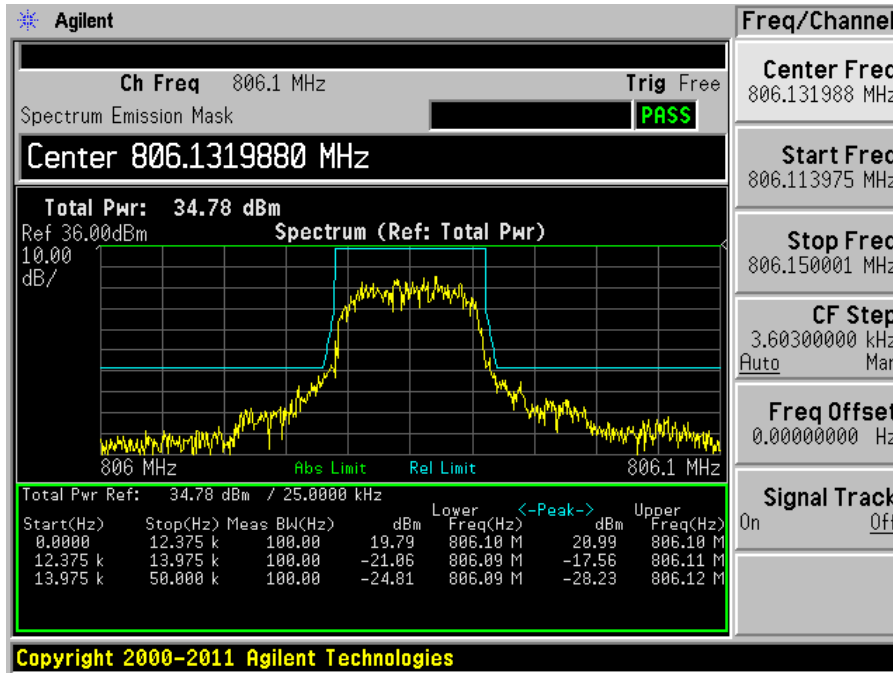 Agilent
Freq/Channel
Ch Freq 806.1 MHz Trig Free
Spectrum Emission Mask PASS
Center 806.1319880 MHz
Center Freq
806.131988 MHz
Start Freq
806.113975 MHz
Stop Freq
806.150001 MHz
CF Step
3.60300000 kHz
Auto Man
Freq Offset
0.00000000 Hz
Signal Track
On Off
Total Pwr: 34.78 dBm
Ref 36.00dBm Spectrum (Ref: Total Pwr)
10.00
dB/
806 MHz Abs Limit Rel Limit 806.1 MHz
Total Pwr Ref: 34.78 dBm / 25.0000 kHz
Lower <-Peak-> Upper
Start(Hz) Stop(Hz) Meas BW(Hz) dBm Freq(Hz) dBm Freq(Hz)
0.0000 12.375 k 100.00 19.79 806.10 M 20.99 806.10 M
12.375 k 13.975 k 100.00 -21.06 806.09 M -17.56 806.11 M
13.975 k 50.000 k 100.00 -24.81 806.09 M -28.23 806.12 M
Copyright 2000-2011 Agilent Technologies